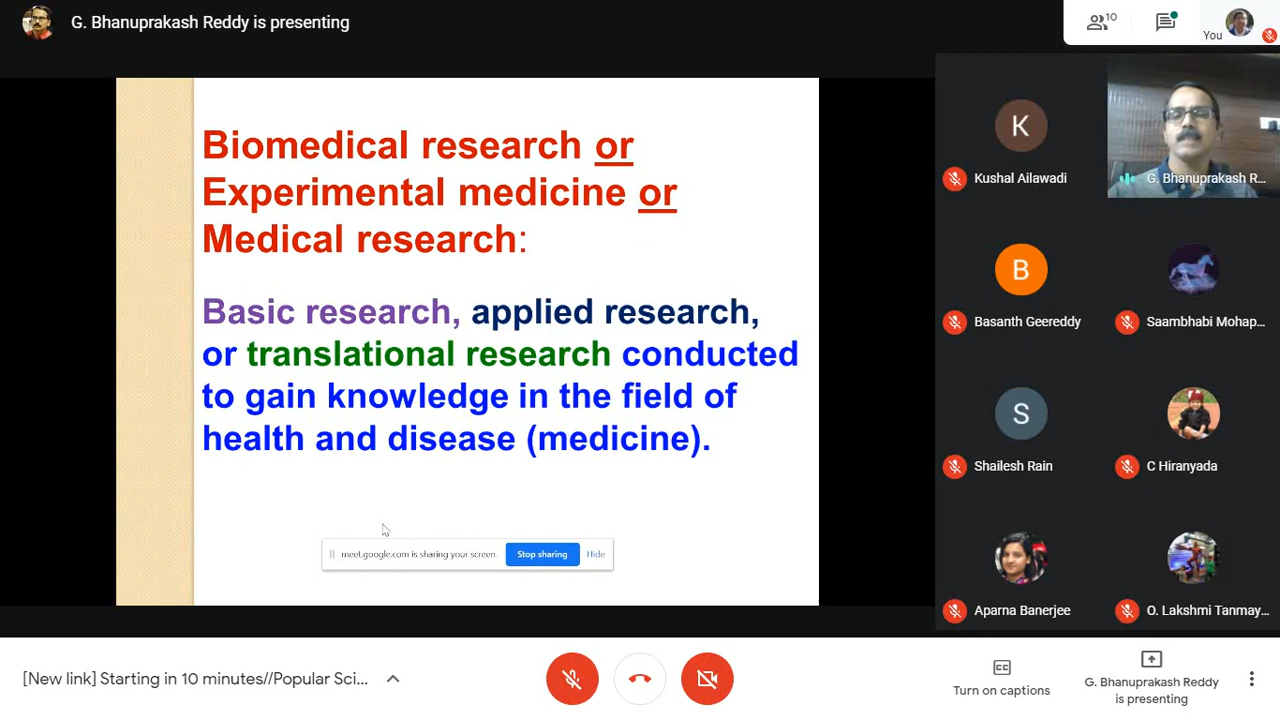 G. Bhanuprakash Reddy is presenting
10
You
Biomedical research or
Experimental medicine or
Medical research:
Basic research, applied research,
or translational research conducted
to gain knowledge in the field of
health and disease (medicine).
meet.google.com is sharing your screen.
Stop sharing
Hide
K
Kushal Ailawadi
G. Bhanuprakash R...
B
Basanth Geereddy
Saambhabi Mohap...
S
Shailesh Rain
C Hiranyada
Aparna Banerjee
O. Lakshmi Tanmay...
[New link] Starting in 10 minutes//Popular Sci...
Turn on captions
G. Bhanuprakash Reddy
is presenting